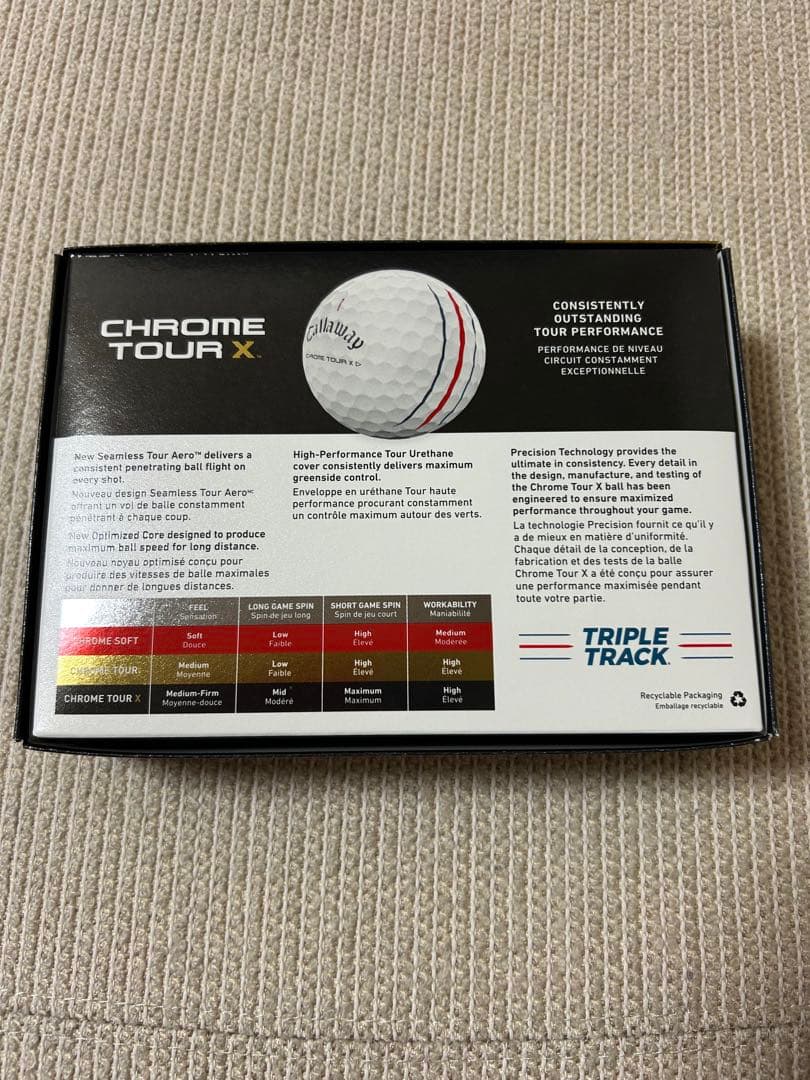 CHROME
TOUR X™
Callaway
CHROME TOUR X
CONSISTENTLY
OUTSTANDING
TOUR PERFORMANCE
PERFORMANCE DE NIVEAU
CIRCUIT CONSTAMMENT
EXCEPTIONNELLE
New Seamless Tour Aero™ delivers a
consistent penetrating ball flight on
every shot.
Nouveau design Seamless Tour Aero
offrant un vol de balle constamment
pénétrant à chaque coup.
New Optimized Core designed to produce
maximum ball speed for long distance.
Nouveau noyau optimisé conçu pour
produire des vitesses de balle maximales
pour donner de longues distances.
High-Performance Tour Urethane
cover consistently delivers maximum
greenside control.
Enveloppe en uréthane Tour haute
performance procurant constamment
un contrôle maximum autour des verts.
Precision Technology provides the
ultimate in consistency. Every detail in
the design, manufacture, and testing of
the Chrome Tour X ball has been
engineered to ensure maximized
performance throughout your game.
La technologie Precision fournit ce qu'il y
a de mieux en matière d'uniformité.
Chaque détail de la conception, de la
fabrication et des tests de la balle
Chrome Tour X a été conçu pour assurer
une performance maximisée pendant
toute votre partie.
FEEL LONG GAME SPIN SHORT GAME SPIN WORKABILITY
Sensation Spin de jeu long Spin de jeu court Maniabilité
CHROME SOFT Soft Low High Medium
Douce Faible Élevé Modérée
CHROME TOUR Medium Low High High
Moyenne Faible Élevé Élevé
CHROME TOUR X Medium-Firm Mid Maximum High
Moyenne-douce Modéré Maximum Élevé
TRIPLE
TRACK
Recyclable Packaging
Emballage recyclable